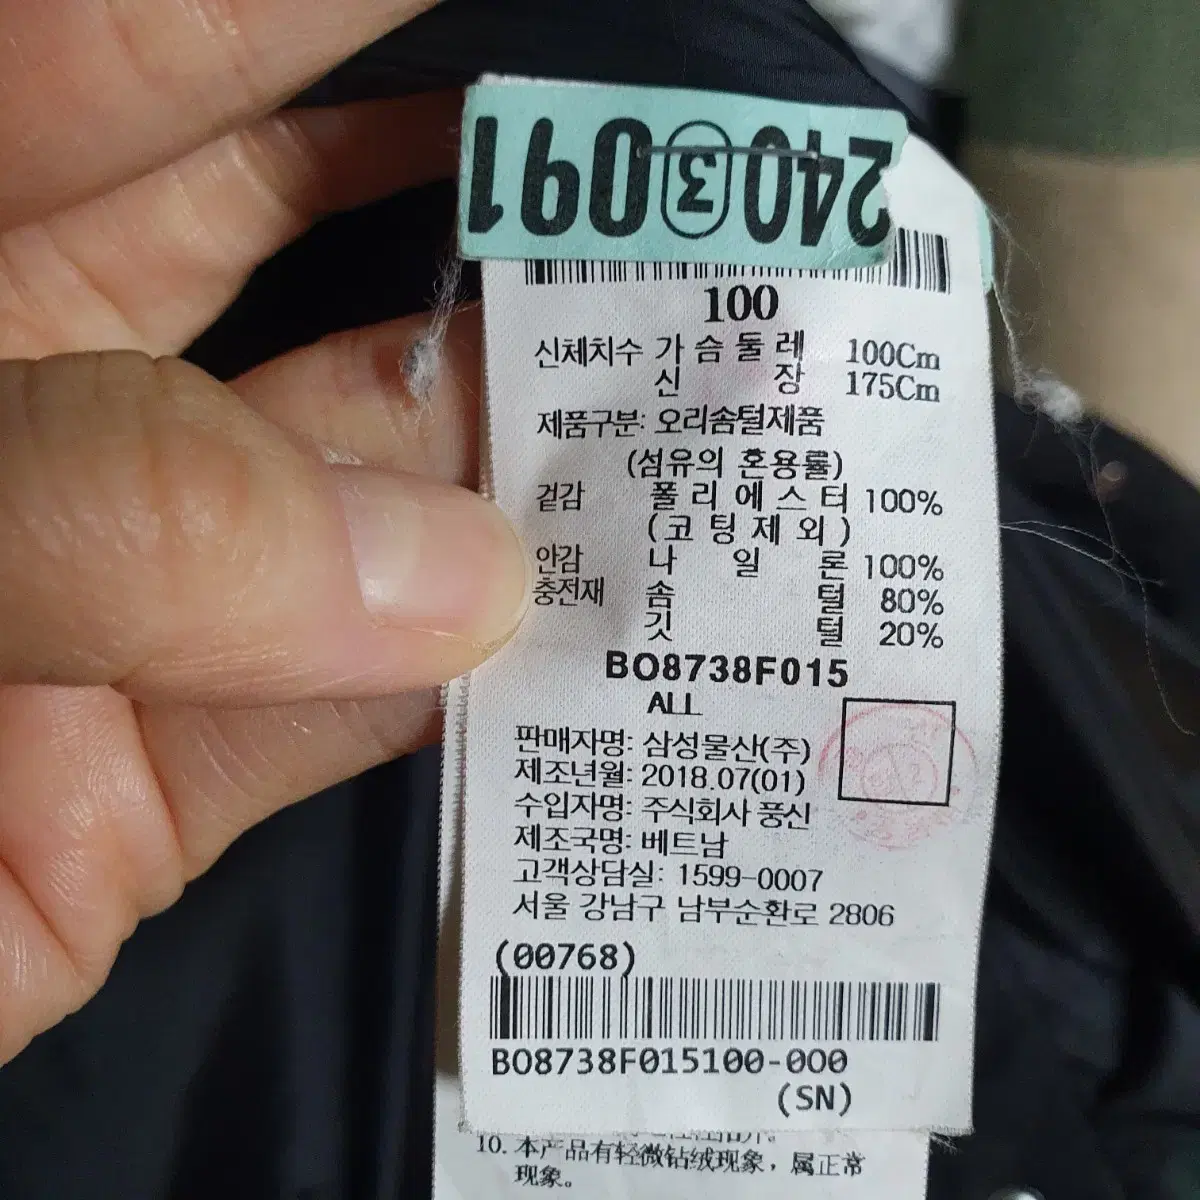 240 3 091
100
신체치수 가슴둘레 100Cm
신장 175Cm
제품구분: 오리솜털제품
(섬유의 혼용률)
겉감 폴리에스터 100%
(코팅제외)
안감 나일론 100%
충전재 솜털 80%
깃털 20%
BO8738F015
ALL
판매자명: 삼성물산(주)
제조년월: 2018.07(01)
수입자명: 주식회사 풍신
제조국명: 베트남
고객상담실: 1599-0007
서울 강남구 남부순환로 2806
(00768)
BO8738F015100-000
(SN)
10. 本产品有轻微钻绒现象，属正常
现象。